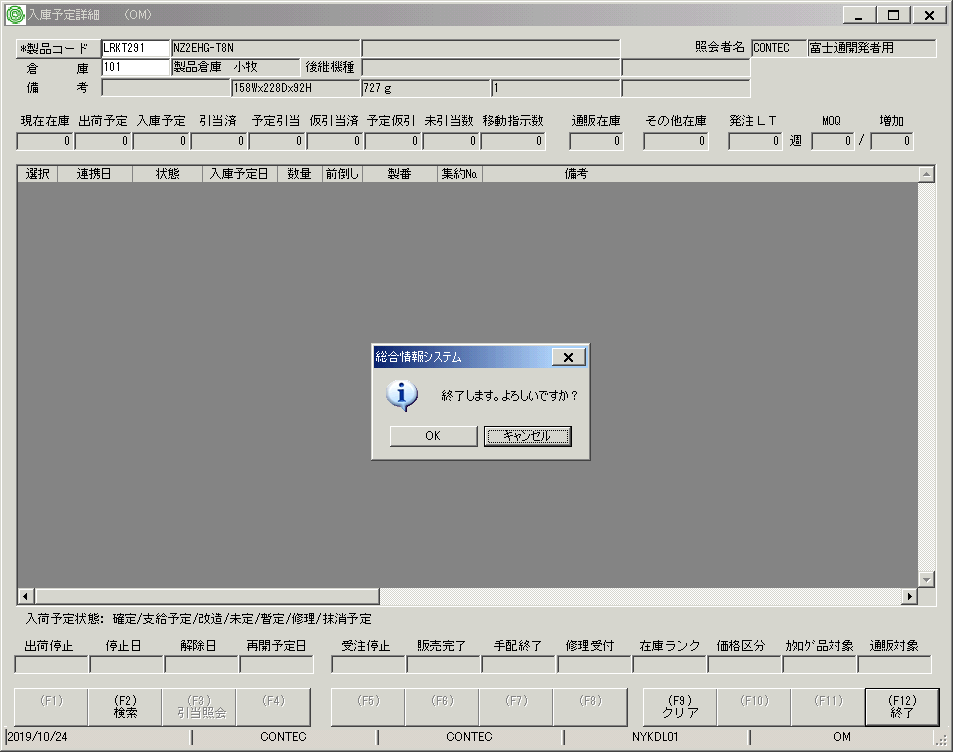 入庫予定詳細　　（OM）
*製品コード LRKT291 NZ2EHG-T8N 照会者名 CONTEC 富士通開発者用
倉　　庫 101 製品倉庫　小牧 後継機種
備　　考 158Wx228Dx92H 727ｇ 1
現在在庫 出荷予定 入庫予定 引当済 予定引当 仮引当済 予定仮引 未引当数 移動指示数 通販在庫 その他在庫 発注ＬＴ MOQ 増加
0 0 0 0 0 0 0 0 0 0 0 0 週 0 / 0
選択 連携日 状態 入庫予定日 数量 前倒し 製番 集約No. 備考
総合情報システム
終了します。よろしいですか？
OK キャンセル
入荷予定状態: 確定/支給予定/改造/未定/暫定/修理/抹消予定
出荷停止 停止日 解除日 再開予定日 受注停止 販売完了 手配終了 修理受付 在庫ランク 価格区分 ｶﾀﾛｸﾞ品対象 通販対象
(F1) (F2) (F3) (F4) (F5) (F6) (F7) (F8) (F9) (F10) (F11) (F12)
検索 引当照会 クリア 終了
2019/10/24 CONTEC CONTEC NYKDL01 OM